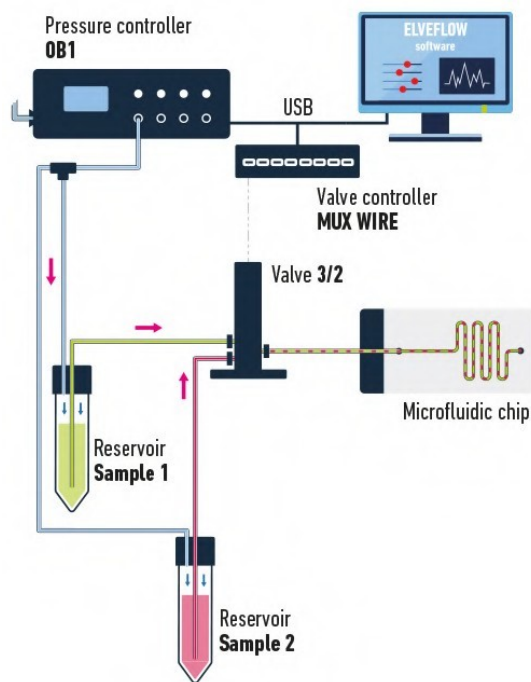 Pressure controller
OB1
ELVEFLOW
software
USB
Valve controller
MUX WIRE
Valve 3/2
Microfluidic chip
Reservoir
Sample 1
Reservoir
Sample 2